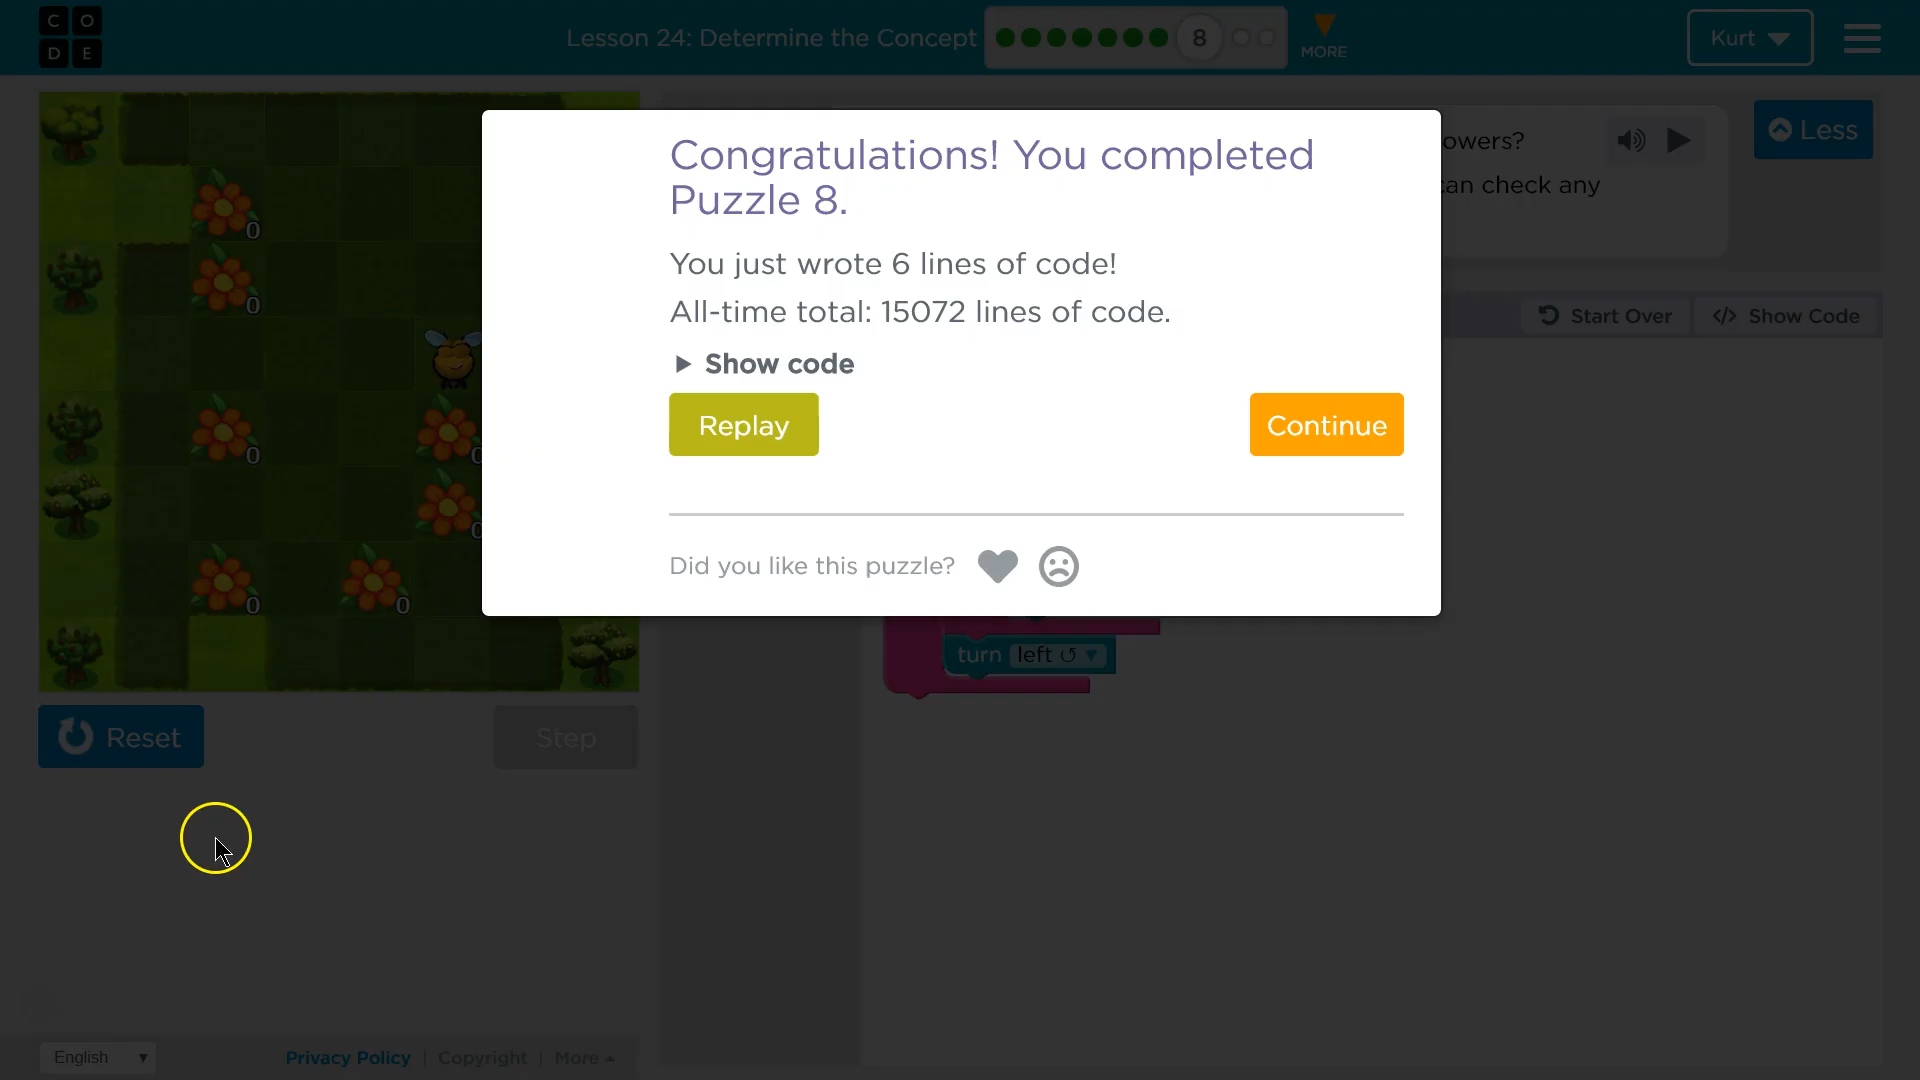 C O
D E
Lesson 24: Determine the Concept
8
MORE
Kurt
owers?
can check any
Less
Congratulations! You completed
Puzzle 8.
You just wrote 6 lines of code!
All-time total: 15072 lines of code.
Show code
Replay
Continue
Did you like this puzzle?
Start Over
</> Show Code
0
0
0
0
0
0
0
turn left
Reset
Step
English
Privacy Policy | Copyright | More